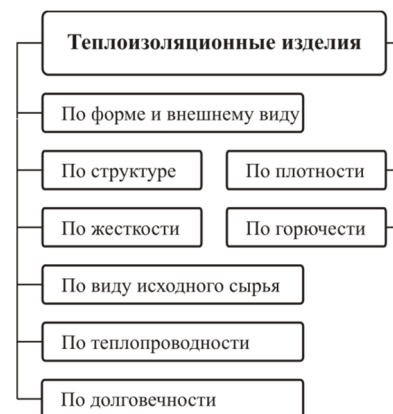 Теплоизоляционные изделия
По форме и внешнему виду
По структуре
По плотности
По жесткости
По горючести
По виду исходного сырья
По теплопроводности
По долговечности